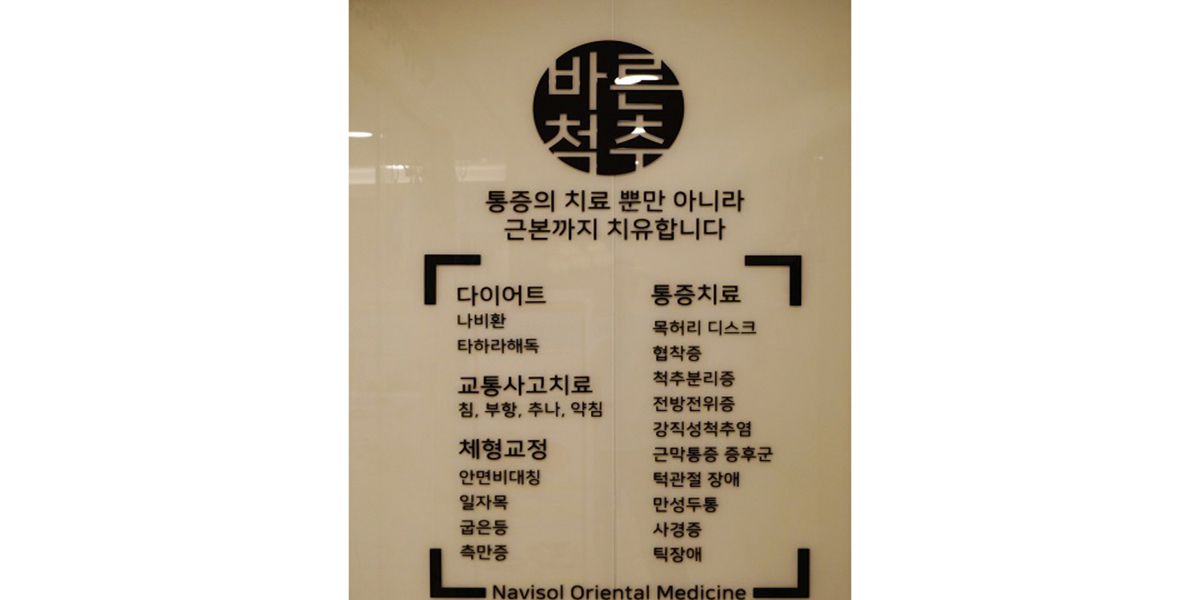 바른
척추
통증의 치료 뿐만 아니라
근본까지 치유합니다
다이어트
나비환
타하라해독
교통사고치료
침, 부항, 추나, 약침
체형교정
안면비대칭
일자목
굽은등
측만증
통증치료
목허리 디스크
협착증
척추분리증
전방전위증
강직성척추염
근막통증 증후군
턱관절 장애
만성두통
사경증
틱장애
Navisol Oriental Medicine